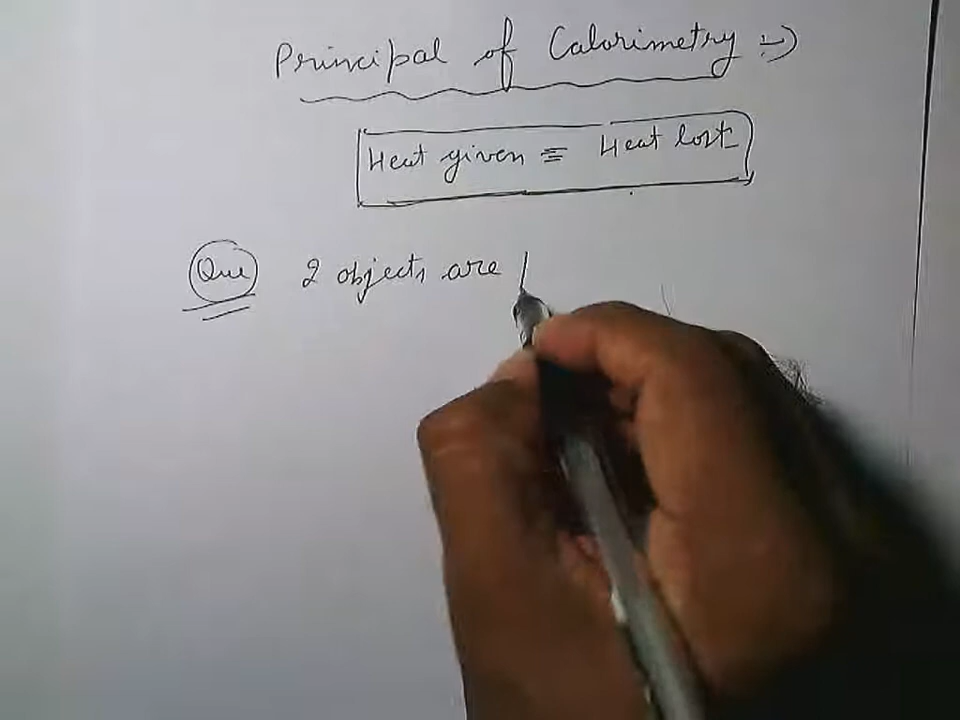 Principal of Calorimetry :-)
Heat given = Heat lost
Que 2 objects are